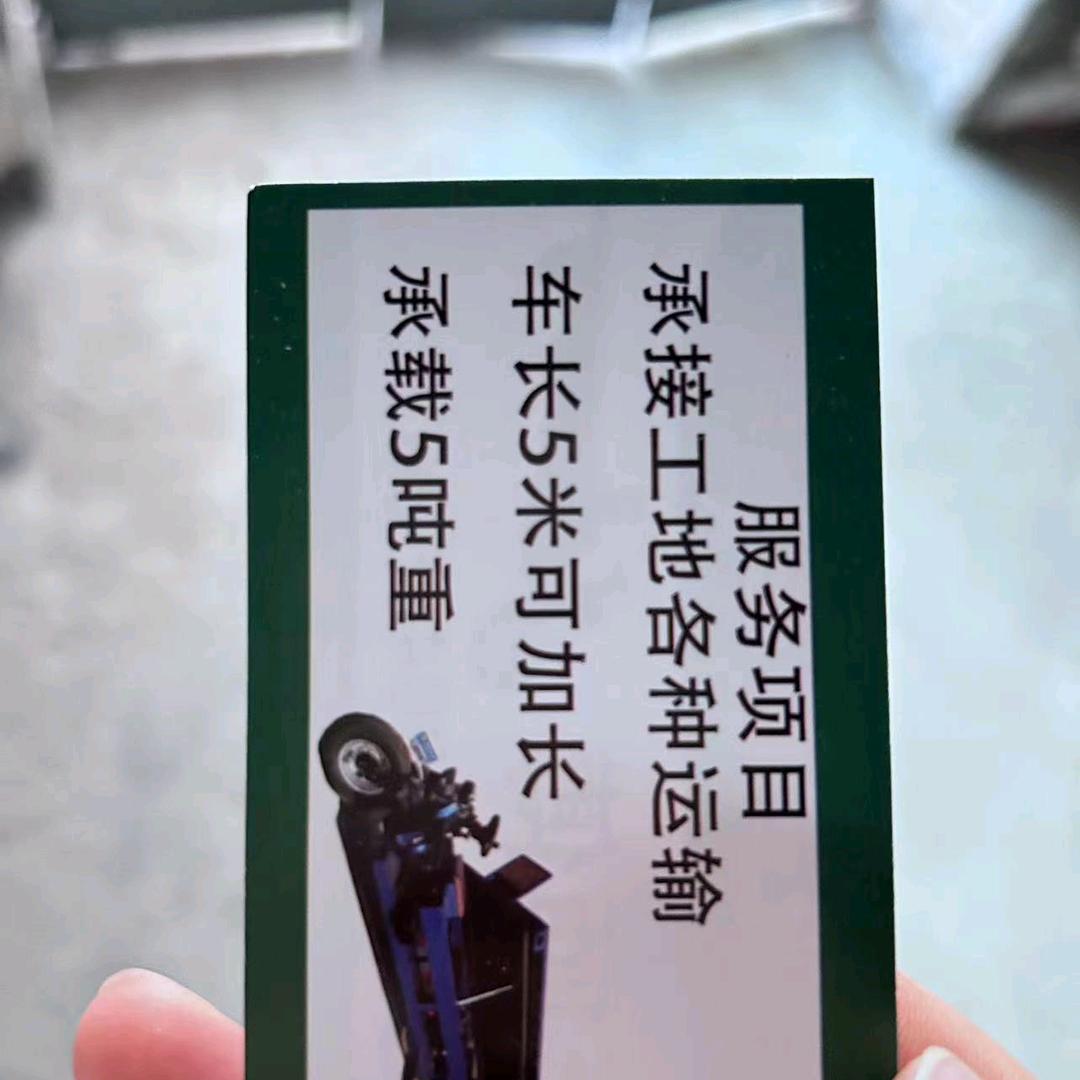 服务项目
承接工地各种运输
车长5米可加长
承载5吨重